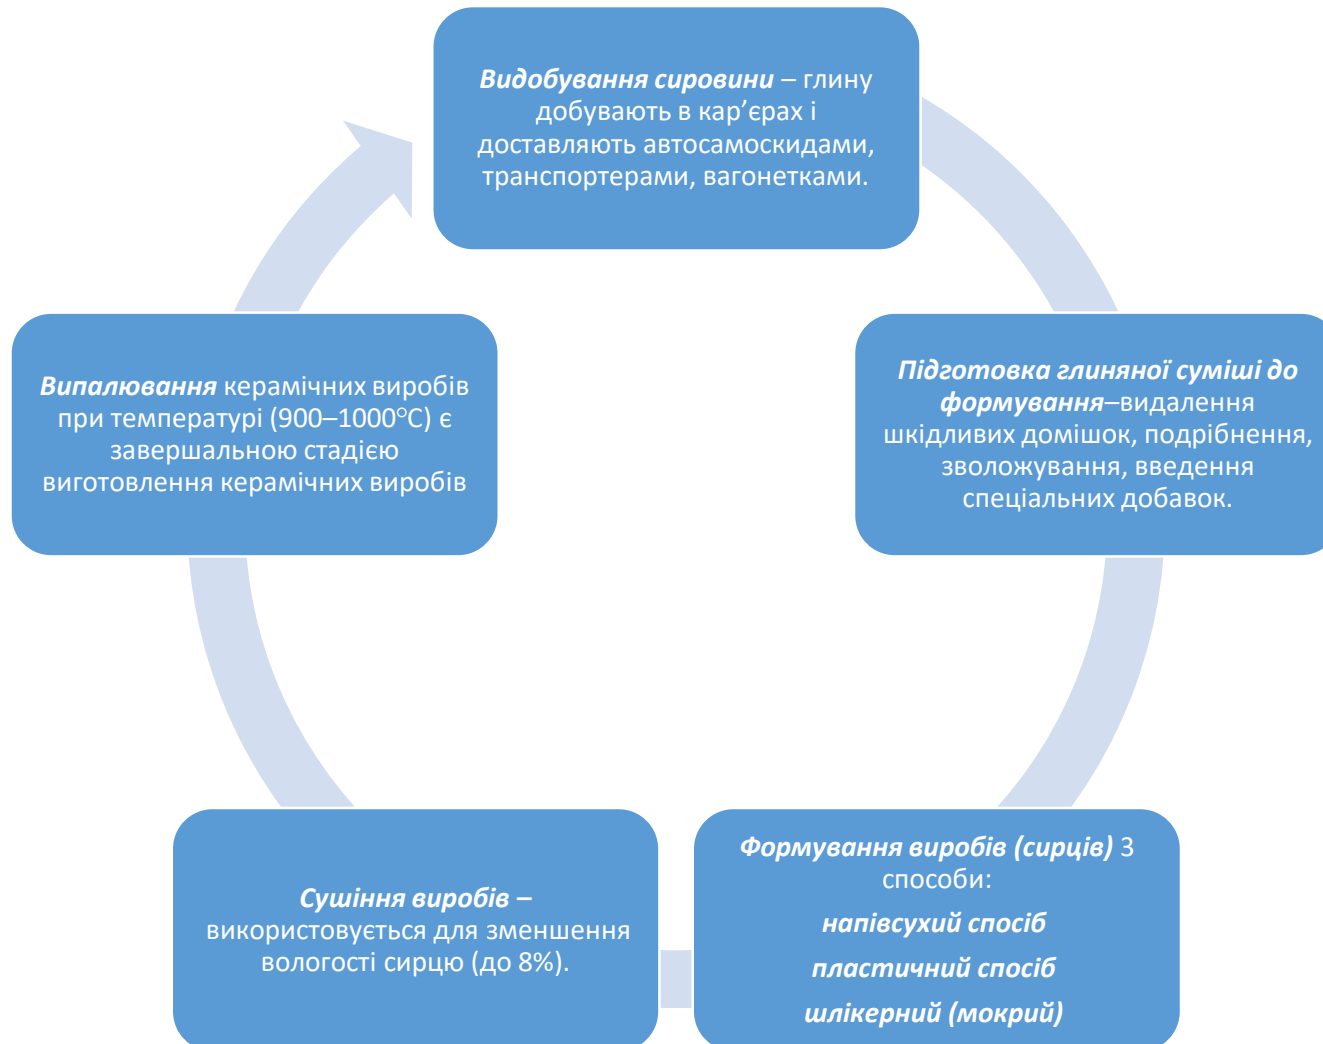 Видобування сировини – глину
добувають в кар’єрах і
доставляють автосамоскидами,
транспортерами, вагонетками.
Підготовка глиняної суміші до
формування–видалення
шкідливих домішок, подрібнення,
зволожування, введення
спеціальних добавок.
Формування виробів (сирців) 3
способи:
напівсухий спосіб
пластичний спосіб
шлікерний (мокрий)
Сушіння виробів –
використовується для зменшення
вологості сирцю (до 8%).
Випалювання керамічних виробів
при температурі (900–1000°С) є
завершальною стадією
виготовлення керамічних виробів